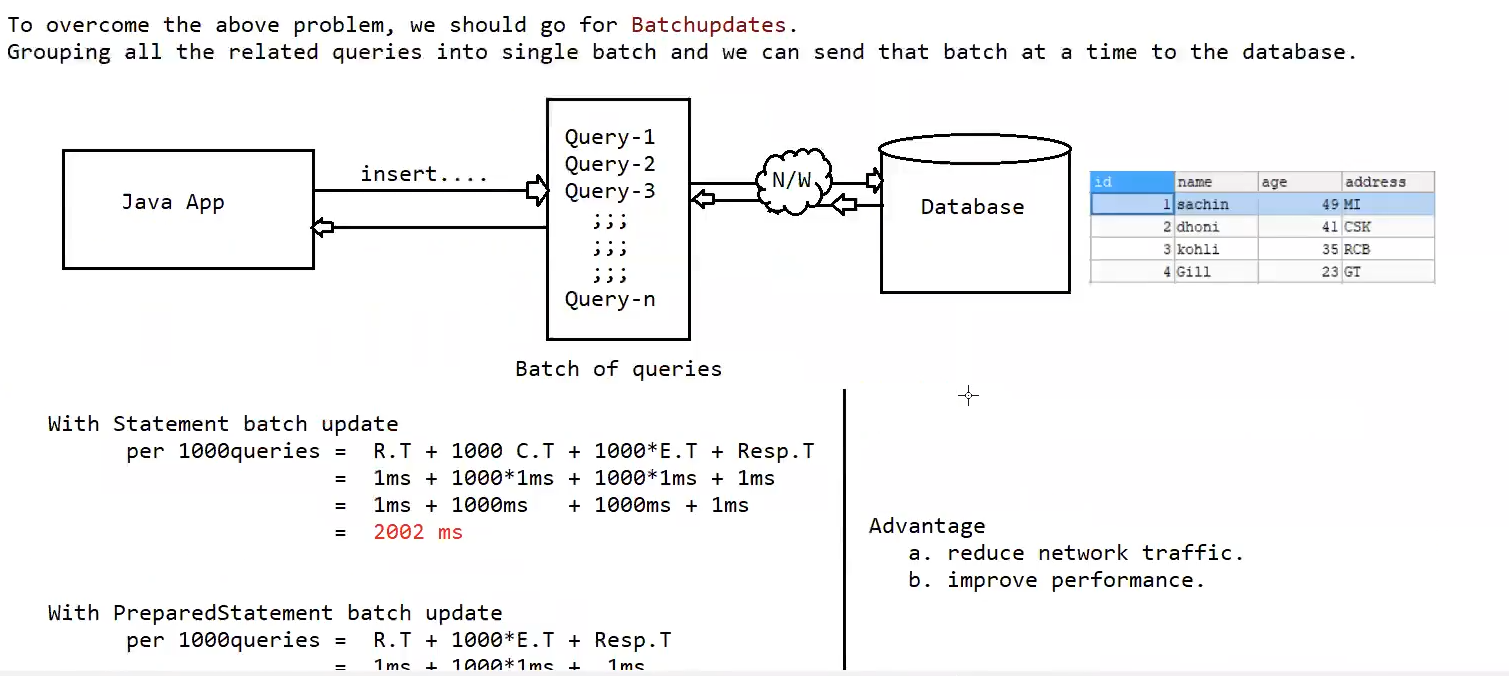 To overcome the above problem, we should go for Batchupdates.
Grouping all the related queries into single batch and we can send that batch at a time to the database.
Java App
insert....
Query-1
Query-2
Query-3
;;;
;;;
;;;
Query-n
Batch of queries
N/W
Database
id name age address
1 sachin 49 MI
2 dhoni 41 CSK
3 kohli 35 RCB
4 Gill 23 GT
With Statement batch update
per 1000queries = R.T + 1000 C.T + 1000*E.T + Resp.T
= 1ms + 1000*1ms + 1000*1ms + 1ms
= 1ms + 1000ms + 1000ms + 1ms
= 2002 ms
With PreparedStatement batch update
per 1000queries = R.T + 1000*E.T + Resp.T
= 1ms + 1000*1ms + 1ms
Advantage
a. reduce network traffic.
b. improve performance.